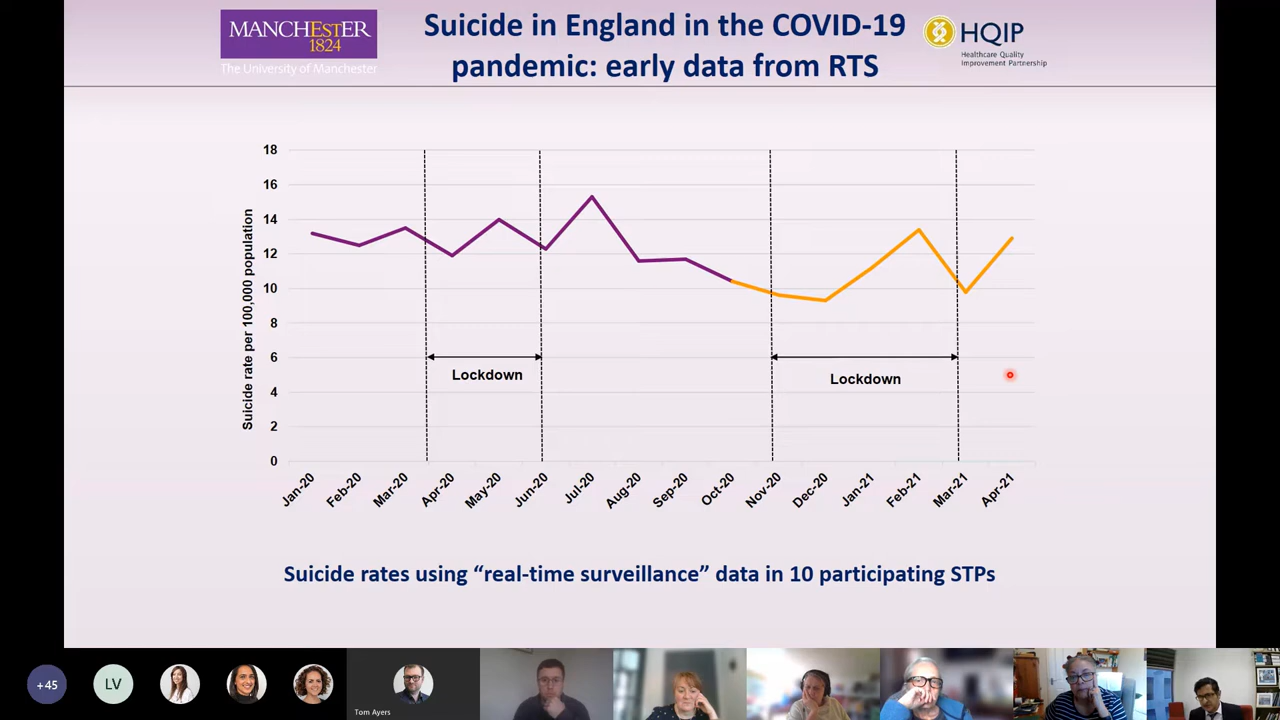 MANCHESTER
1824
The University of Manchester
Suicide in England in the COVID-19
pandemic: early data from RTS
HQIP
Healthcare Quality
Improvement Partnership
Suicide rate per 100,000 population
18
16
14
12
10
8
6
4
2
0
Lockdown
Lockdown
Jan-20
Feb-20
Mar-20
Apr-20
May-20
Jun-20
Jul-20
Aug-20
Sep-20
Oct-20
Nov-20
Dec-20
Jan-21
Feb-21
Mar-21
Apr-21
Suicide rates using “real-time surveillance” data in 10 participating STPs
+45
LV
Tom Ayers